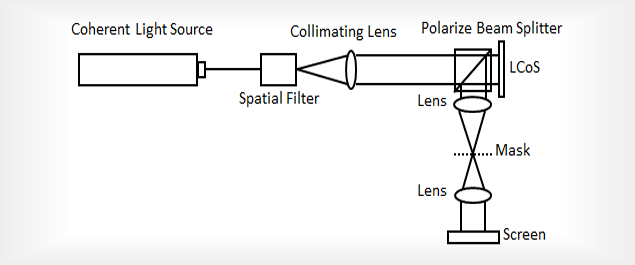 Coherent Light Source
Collimating Lens
Polarize Beam Splitter
LCoS
Spatial Filter
Lens
Mask
Lens
Screen